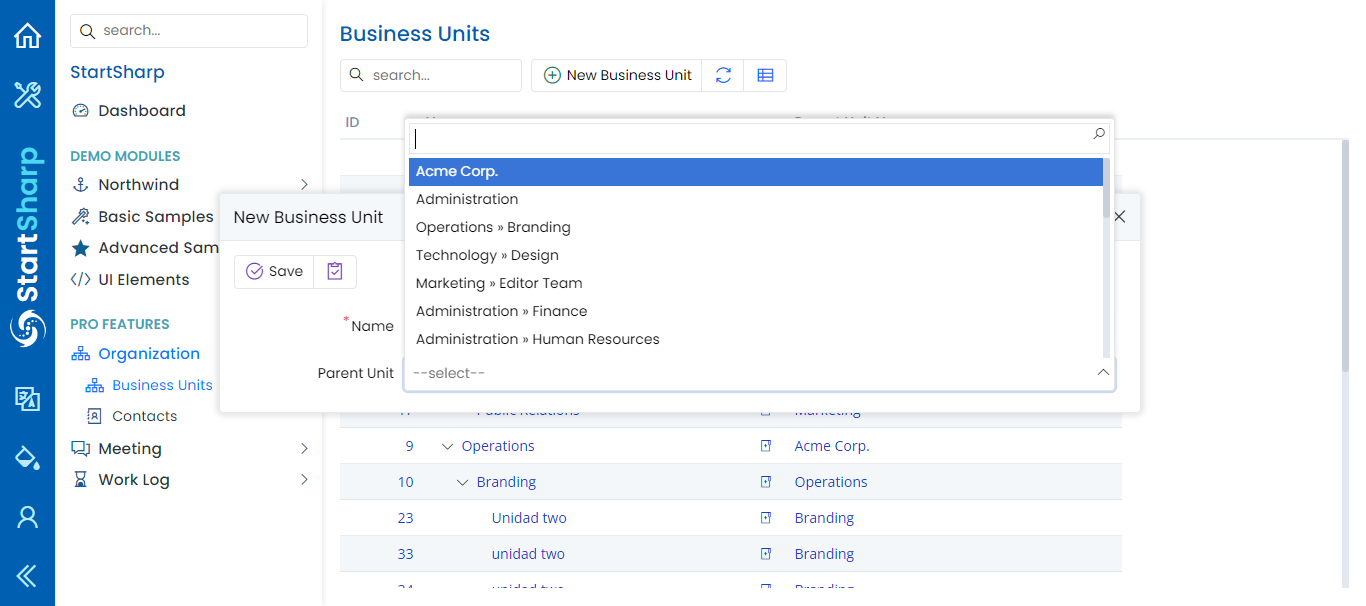 StartSharp
search...
StartSharp
Dashboard
DEMO MODULES
Northwind
Basic Samples
Advanced Sam
UI Elements
PRO FEATURES
Organization
Business Units
Contacts
Meeting
Work Log
Business Units
search...
New Business Unit
ID
New Business Unit
Save
*Name
Parent Unit
Acme Corp.
Administration
Operations » Branding
Technology » Design
Marketing » Editor Team
Administration » Finance
Administration » Human Resources
--select--
Public Relations Marketing
9 Operations Acme Corp.
10 Branding Operations
23 Unidad two Branding
33 unidad two Branding
unidad two Branding